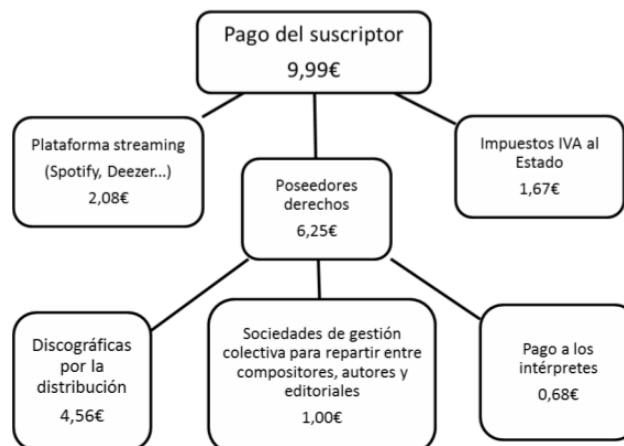 Pago del suscriptor
9,99€
Plataforma streaming
(Spotify, Deezer...)
2,08€
Poseedores
derechos
6,25€
Impuestos IVA al
Estado
1,67€
Discográficas
por la
distribución
4,56€
Sociedades de gestión
colectiva para repartir entre
compositores, autores y
editoriales
1,00€
Pago a los
intérpretes
0,68€